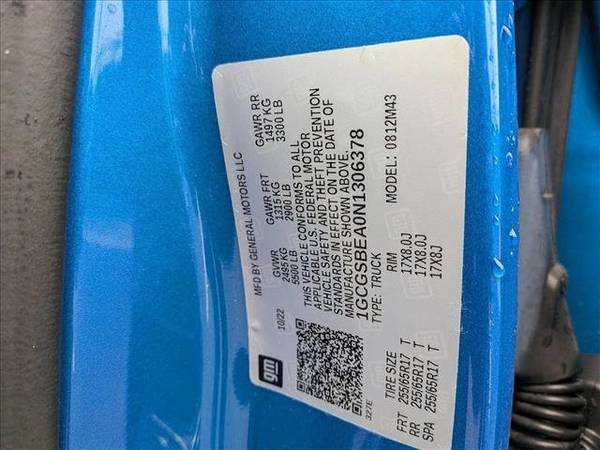 gm
MFD BY GENERAL MOTORS LLC
10/22 GVWR GAWR FRT GAWR RR
2495 KG 1315 KG 1497 KG
5500 LB 2900 LB 3300 LB
THIS VEHICLE CONFORMS TO ALL
APPLICABLE U.S. FEDERAL MOTOR
VEHICLE SAFETY AND THEFT PREVENTION
STANDARDS IN EFFECT ON THE DATE OF
MANUFACTURE SHOWN ABOVE.
1GCGSBEA0N1306378
TYPE: TRUCK MODEL: 0812M43
327E
TIRE SIZE RIM
FRT 255/65R17 T 17X8.0J
RR 255/65R17 T 17X8.0J
SPA 255/65R17 T 17X8J